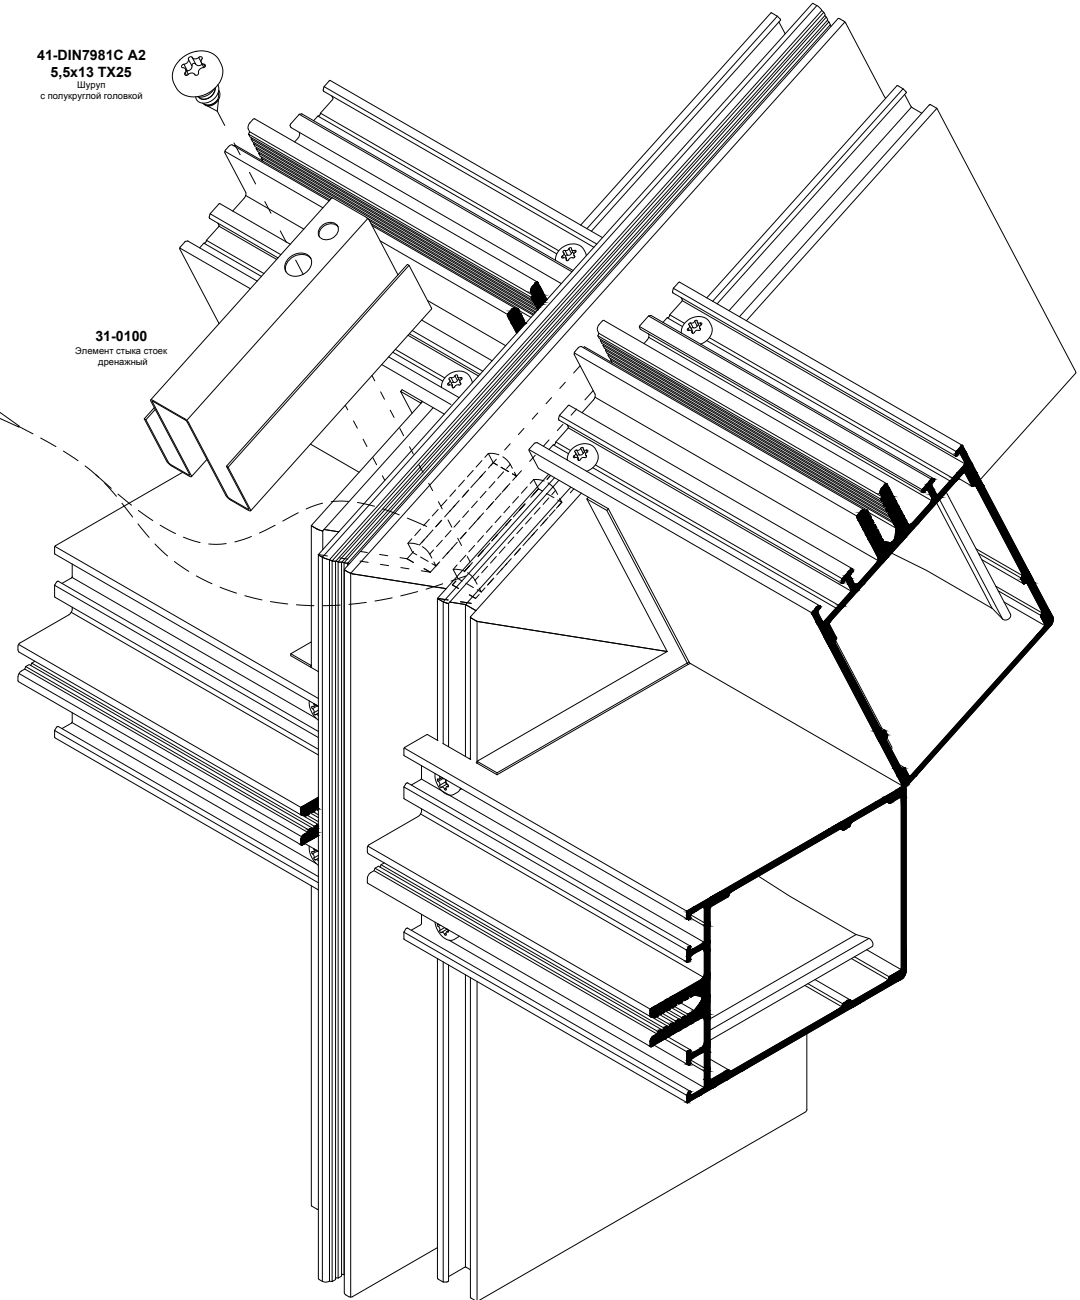 41-DIN7981C A2
5,5x13 TX25
Шуруп
с полукруглой головкой
31-0100
Элемент стыка стоек
дренажный